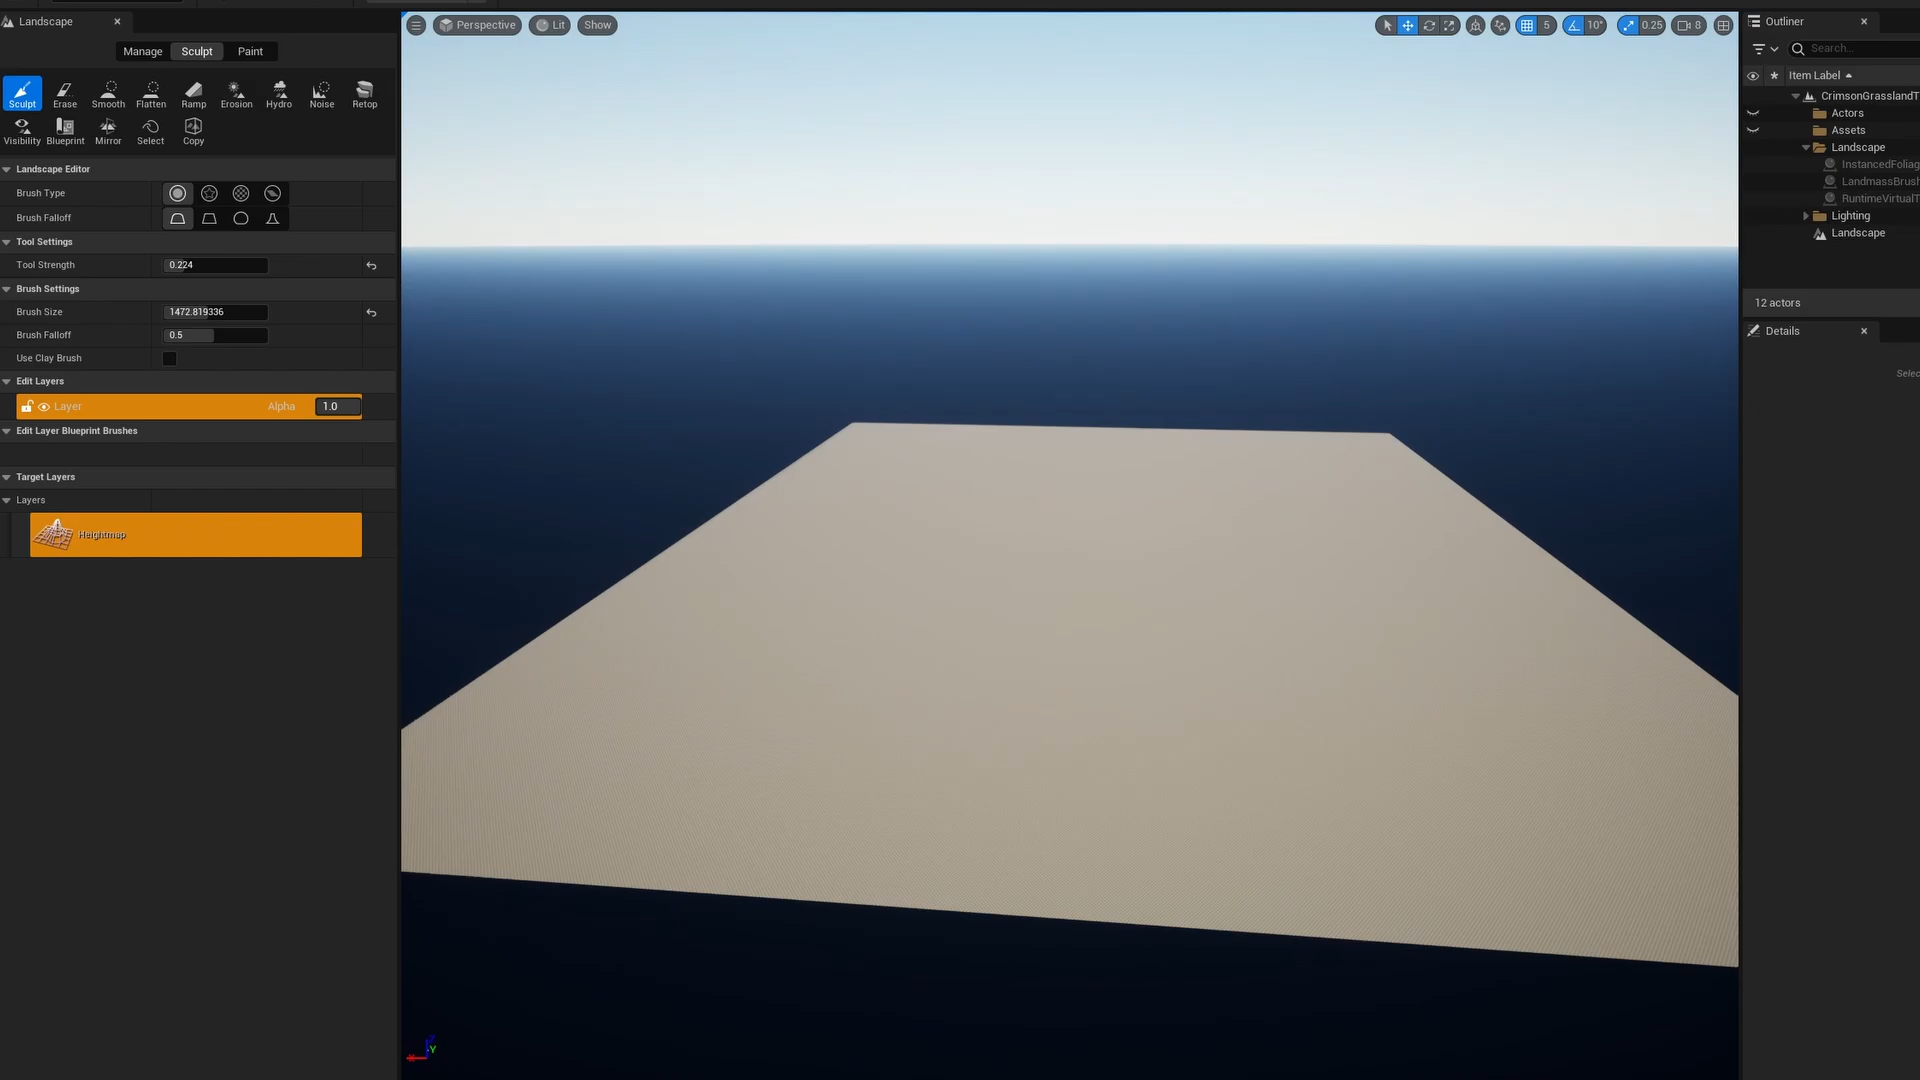 Landscape
Manage Sculpt Paint
Sculpt Erase Smooth Flatten Ramp Erosion Hydro Noise Retop
Visibility Blueprint Mirror Select Copy
Landscape Editor
Brush Type
Brush Falloff
Tool Settings
Tool Strength 0.224
Brush Settings
Brush Size 1472.819336
Brush Falloff 0.5
Use Clay Brush
Edit Layers
Layer Alpha 1.0
Edit Layer Blueprint Brushes
Target Layers
Layers
Heightmap
Perspective Lit Show
5 10° 0.25 8
Y
Outliner
Search...
Item Label
CrimsonGrasslandT
Actors
Assets
Landscape
InstancedFoliag
LandmassBrush
RuntimeVirtualT
Lighting
Landscape
12 actors
Details
Selec